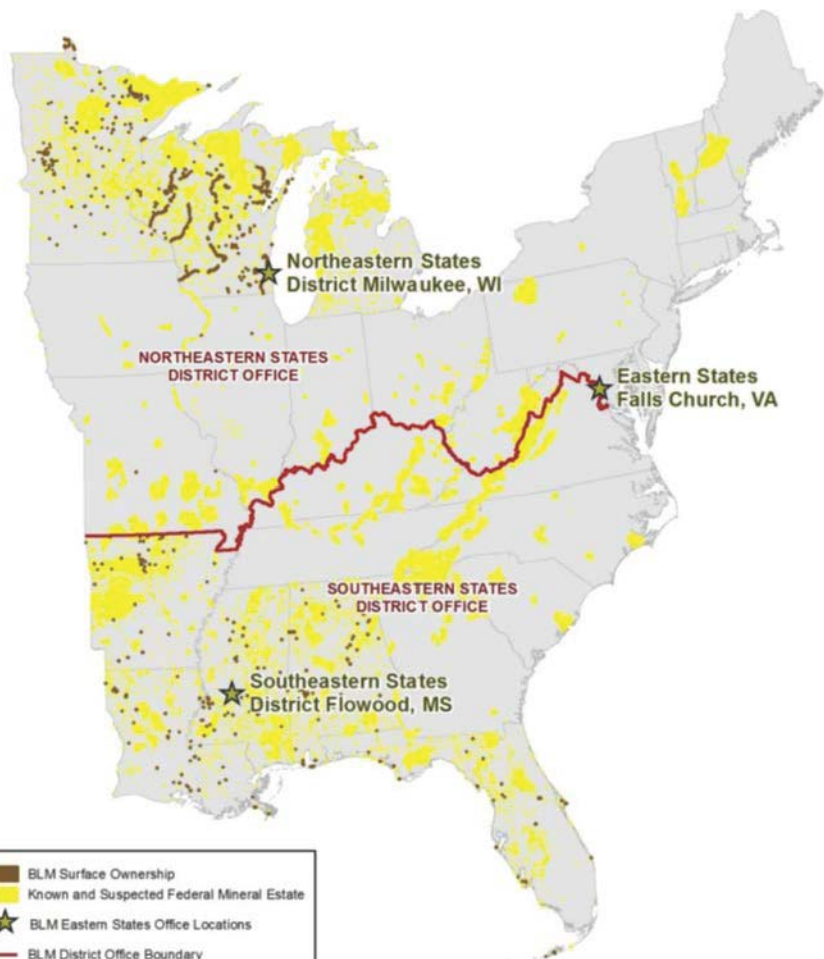 Northeastern States
District Milwaukee, WI
NORTHEASTERN STATES
DISTRICT OFFICE
Eastern States
Falls Church, VA
SOUTHEASTERN STATES
DISTRICT OFFICE
Southeastern States
District Flowood, MS
BLM Surface Ownership
Known and Suspected Federal Mineral Estate
BLM Eastern States Office Locations
BLM District Office Boundary